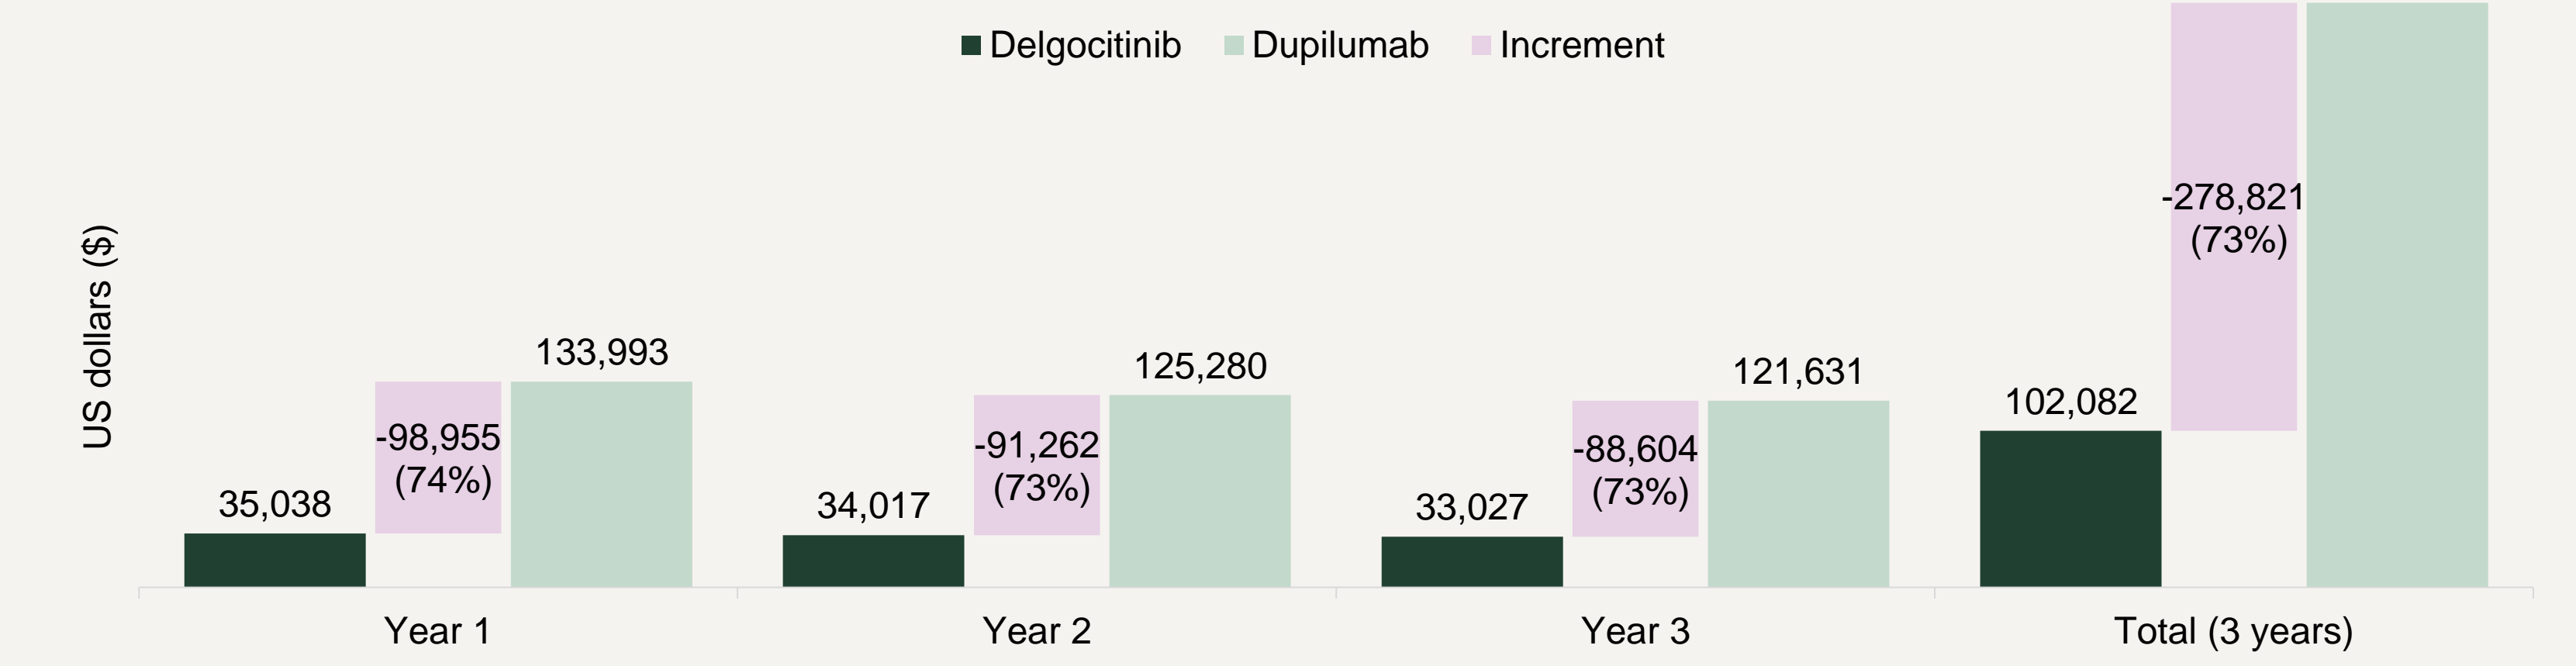 Delgocitinib Dupilumab Increment
US dollars ($)
35,038
-98,955
(74%)
133,993
34,017
-91,262
(73%)
125,280
33,027
-88,604
(73%)
121,631
102,082
-278,821
(73%)
Year 1
Year 2
Year 3
Total (3 years)